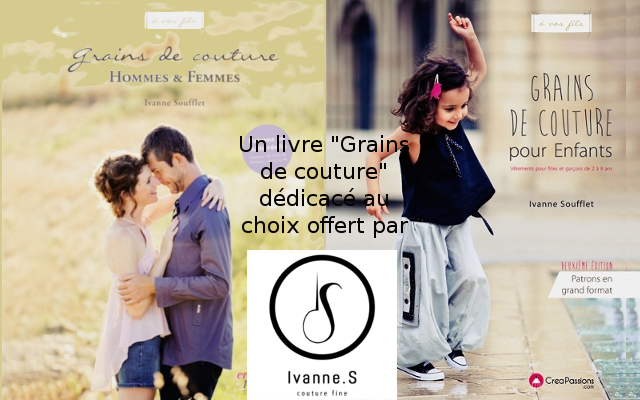 à vos fils
Grains de couture
HOMMES & FEMMES
Ivanne Soufflet
à vos fils
GRAINS
DE COUTURE
pour Enfants
Vêtements pour filles et garçons de 2 à 8 ans
Ivanne Soufflet
DEUXIÈME ÉDITION
Patrons en
grand format
CreaPassions
.com
Un livre "Grains
de couture"
dédicacé au
choix offert par
Ivanne.S
couture fine